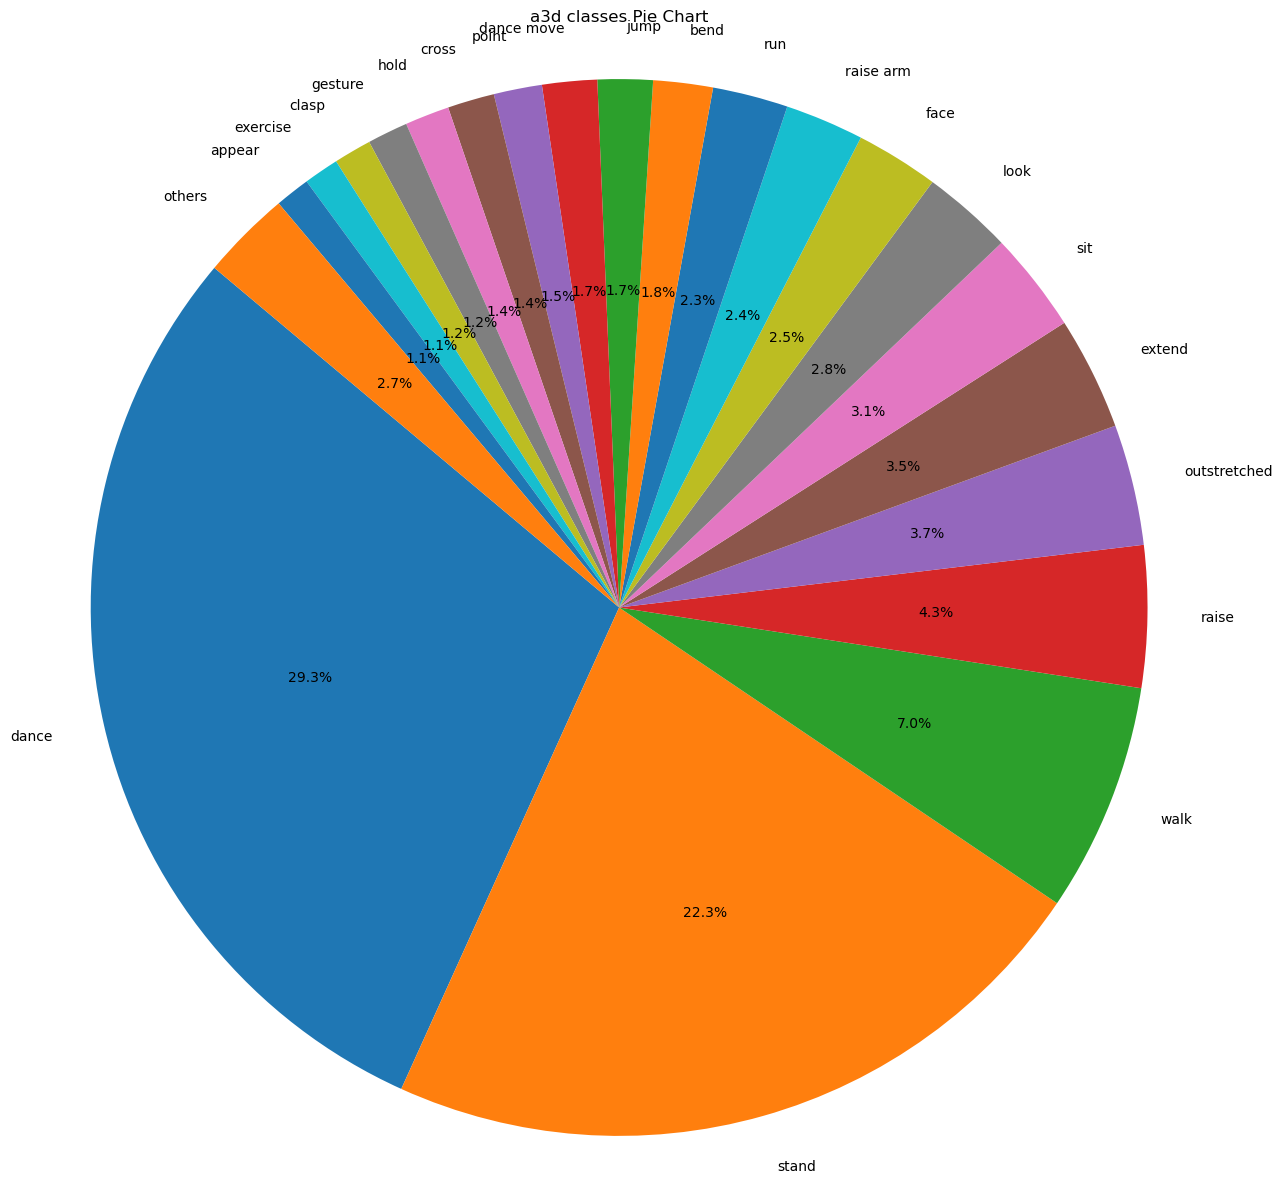 a3d classes Pie Chart
dance
29.3%
stand
22.3%
walk
7.0%
raise
4.3%
outstretched
3.7%
extend
3.5%
sit
3.1%
look
2.8%
face
2.5%
raise arm
2.4%
run
2.3%
bend
1.8%
jump
1.7%
dance move
1.7%
point
1.5%
cross
1.4%
hold
1.4%
gesture
1.2%
clasp
1.2%
exercise
1.1%
appear
1.1%
others
2.7%